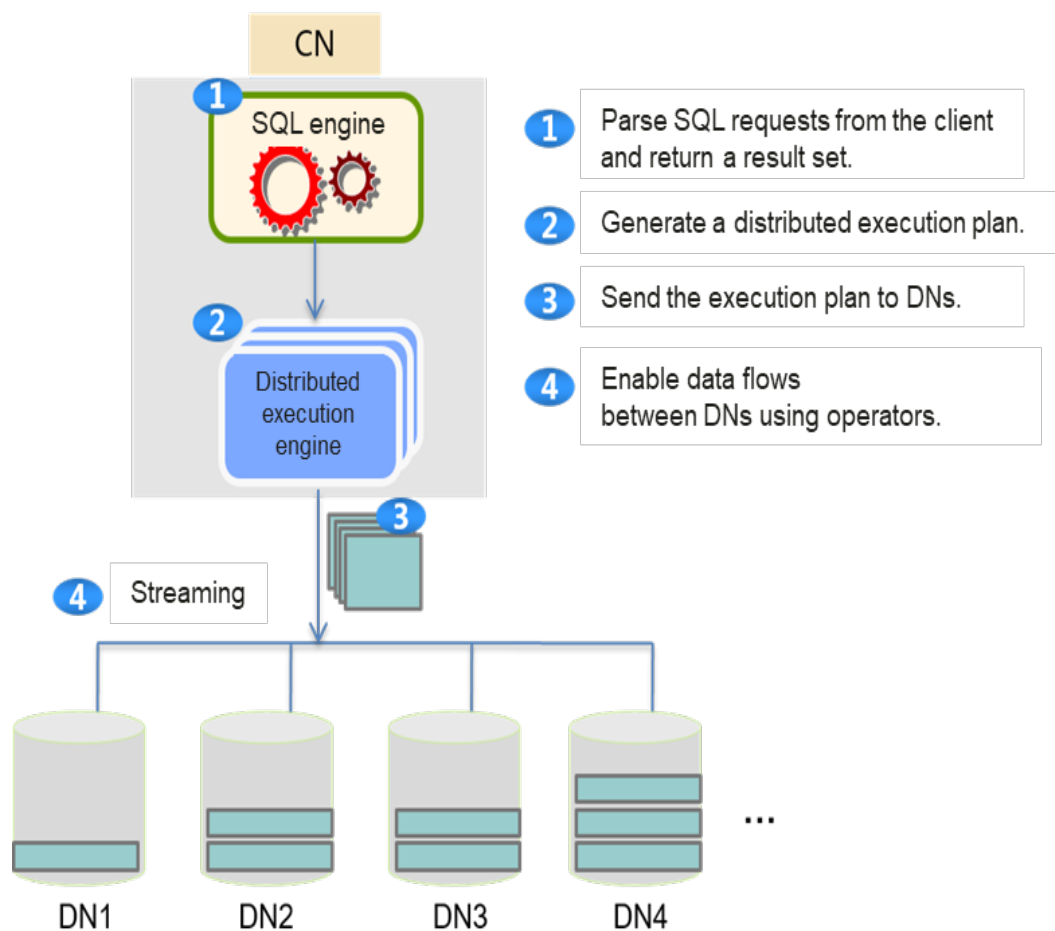 CN
1
SQL engine
1
Parse SQL requests from the client
and return a result set.
2
Generate a distributed execution plan.
3
Send the execution plan to DNs.
4
Enable data flows
between DNs using operators.
2
Distributed
execution
engine
3
4
Streaming
...
DN1
DN2
DN3
DN4